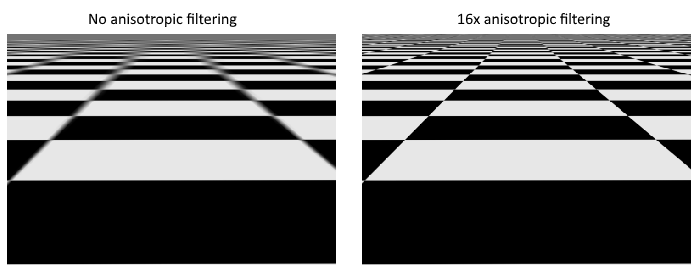 No anisotropic filtering
16x anisotropic filtering